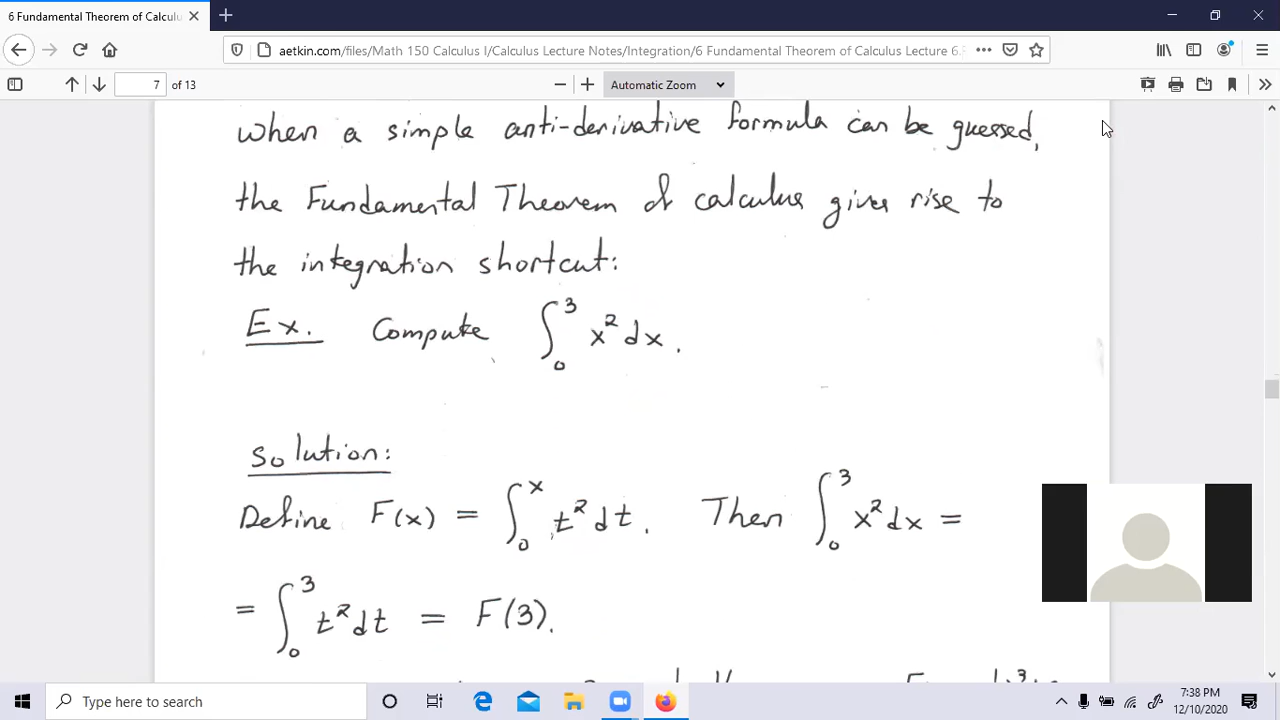 6 Fundamental Theorem of Calculu
aetkin.com/files/Math 150 Calculus I/Calculus Lecture Notes/Integration/6 Fundamental Theorem of Calculus Lecture 6.
7 of 13
Automatic Zoom
when a simple anti-derivative formula can be guessed,
the Fundamental Theorem of calculus gives rise to
the integration shortcut:
Ex. Compute ∫₀³ x² dx.
Solution:
Define F(x) = ∫₀ˣ t² dt. Then ∫₀³ x² dx =
= ∫₀³ t² dt = F(3).
Type here to search
7:38 PM
12/10/2020